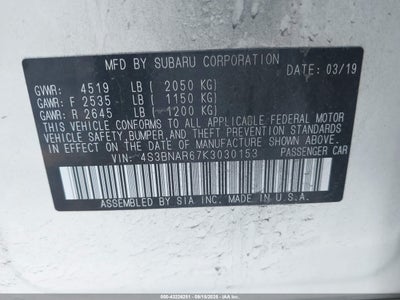 MFD BY SUBARU CORPORATION
DATE: 03/19
GVWR: 4519 LB ( 2050 KG)
GAWR: F 2535 LB ( 1150 KG)
GAWR: R 2645 LB ( 1200 KG)
THIS VEHICLE CONFORMS TO ALL APPLICABLE FEDERAL MOTOR
VEHICLE SAFETY,BUMPER,AND THEFT PREVENTION STANDARDS
IN EFFECT ON THE DATE OF MANUFACTURE SHOWN ABOVE.
VIN: 4S3BNAR67K3030153 PASSENGER CAR
ASSEMBLED BY SIA INC. IN U.S.A.